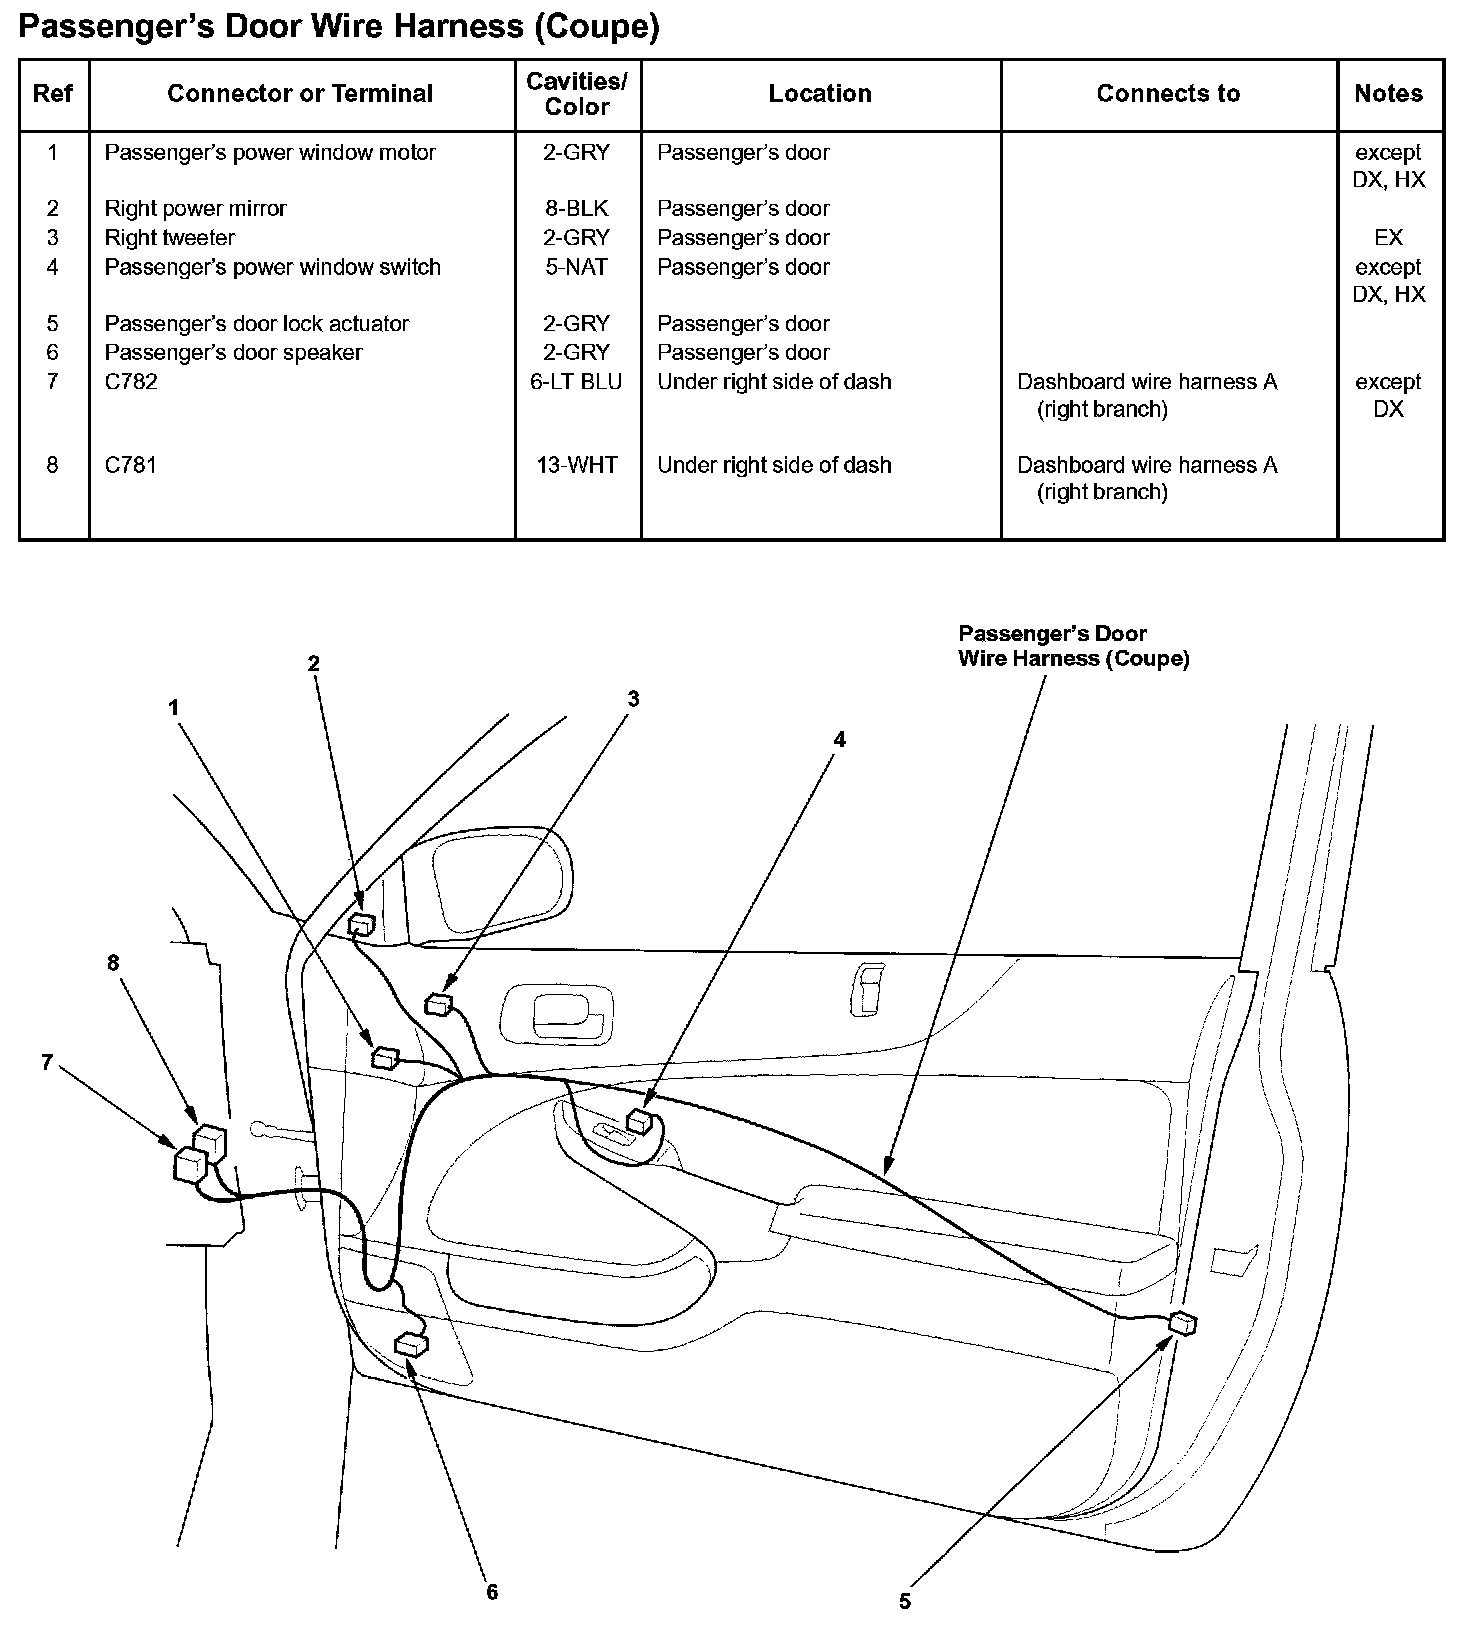 Passenger's Door Wire Harness (Coupe)
Ref Connector or Terminal Cavities/ Color Location Connects to Notes
1 Passenger's power window motor 2-GRY Passenger's door except
DX, HX
2 Right power mirror 8-BLK Passenger's door
3 Right tweeter 2-GRY Passenger's door EX
4 Passenger's power window switch 5-NAT Passenger's door except
DX, HX
5 Passenger's door lock actuator 2-GRY Passenger's door
6 Passenger's door speaker 2-GRY Passenger's door
7 C782 6-LT BLU Under right side of dash Dashboard wire harness A except
(right branch) DX
8 C781 13-WHT Under right side of dash Dashboard wire harness A
(right branch)
Passenger's Door
Wire Harness (Coupe)
2
1
3
4
8
7
6
5